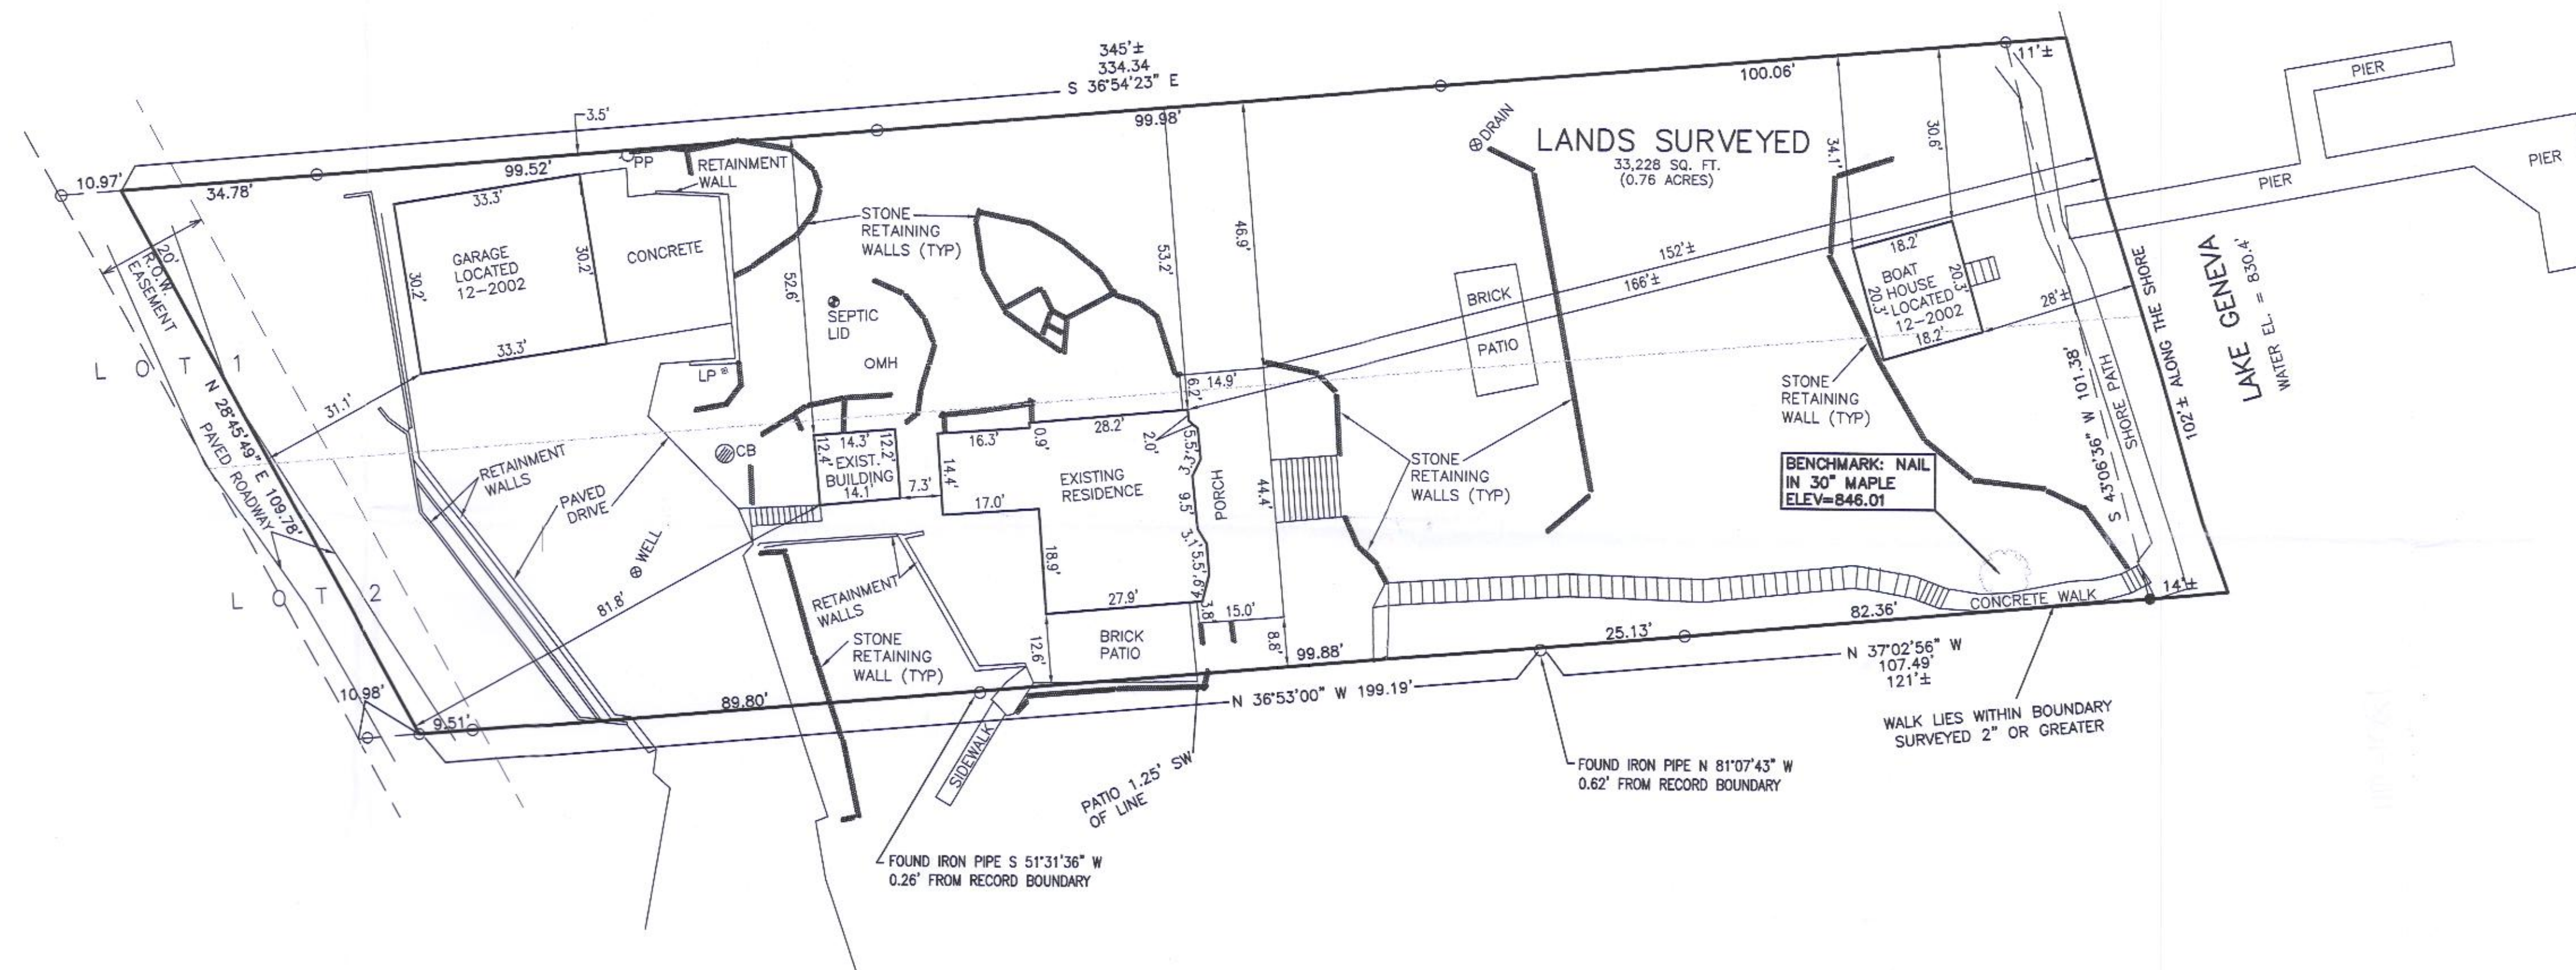 345'±
334.34
S 36°54'23" E
3.5'
10.97'
34.78'
99.52'
PP
RETAINMENT
WALL
99.98'
100.06'
11'±
PIER
PIER
PIER
DRAIN
LANDS SURVEYED
33,228 SQ. FT.
(0.76 ACRES)
34.1'
30.6'
20'
R.O.W.
EASEMENT
33.3'
GARAGE
LOCATED
12-2002
30.2'
30.2'
33.3'
CONCRETE
52.6'
STONE
RETAINING
WALLS (TYP)
53.2'
46.9'
152'±
166'±
BRICK
PATIO
18.2'
BOAT
HOUSE
LOCATED
12-2002
20.3'
20.3'
18.2'
28'±
102'± ALONG THE SHORE
LAKE GENEVA
WATER EL. = 830.4'
SEPTIC
LID
OMH
LP
LOT 1
N 28°45'49" E 109.78'
PAVED ROADWAY
31.1'
LOT 2
RETAINMENT
WALLS
PAVED
DRIVE
CB
WELL
81.8'
14.3'
12.4'
12.2'
EXIST.
BUILDING
14.1'
7.3'
16.3'
0.9'
28.2'
14.4'
17.0'
EXISTING
RESIDENCE
18.9'
27.9'
6.2'
14.9'
2.0'
5.5'
3.3'
9.5'
3.1'
5.5'
6.4'
3.8'
PORCH
44.4'
15.0'
8.8'
12.6'
BRICK
PATIO
STONE
RETAINING
WALLS (TYP)
STONE
RETAINING
WALL (TYP)
BENCHMARK: NAIL
IN 30" MAPLE
ELEV=846.01
S 43°06'36" W 101.38'
SHORE PATH
14'±
CONCRETE WALK
82.36'
25.13'
99.88'
N 37°02'56" W
107.49'
121'±
RETAINMENT
WALLS
STONE
RETAINING
WALL (TYP)
10.98'
9.51'
89.80'
N 36°53'00" W 199.19'
SIDEWALK
PATIO 1.25' SW
OF LINE
WALK LIES WITHIN BOUNDARY
SURVEYED 2" OR GREATER
FOUND IRON PIPE N 81°07'43" W
0.62' FROM RECORD BOUNDARY
FOUND IRON PIPE S 51°31'36" W
0.26' FROM RECORD BOUNDARY